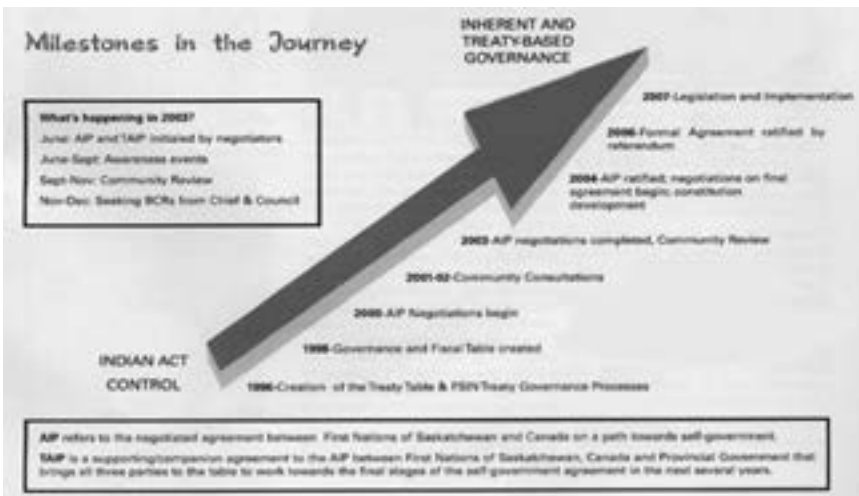 Milestones in the Journey
INHERENT AND
TREATY-BASED
GOVERNANCE
What's happening in 2003?
June: AIP and TAIP initialed by negotiators
June-Sept: Awareness events
Sept-Nov: Community Review
Nov-Dec: Seeking BCRs from Chief & Council
2007-Legislation and Implementation
2006-Formal Agreement ratified by
referendum
2004-AIP ratified; negotiations on final
agreement begin; constitution
development
2003-AIP negotiations completed, Community Review
2001-02-Community Consultations
2000-AIP Negotiations begin
-Governance and Fiscal Table created
1996-Creation of the Treaty Table & FSIN Treaty Governance Processes
INDIAN ACT
CONTROL
AIP refers to the negotiated agreement between First Nations of Saskatchewan and Canada on a path towards self-government.
TAIP is a supporting/companion agreement to the AIP between First Nations of Saskatchewan, Canada and Provincial Government that
brings all three parties to the table to work towards the final stages of the self-government agreement in the next several years.